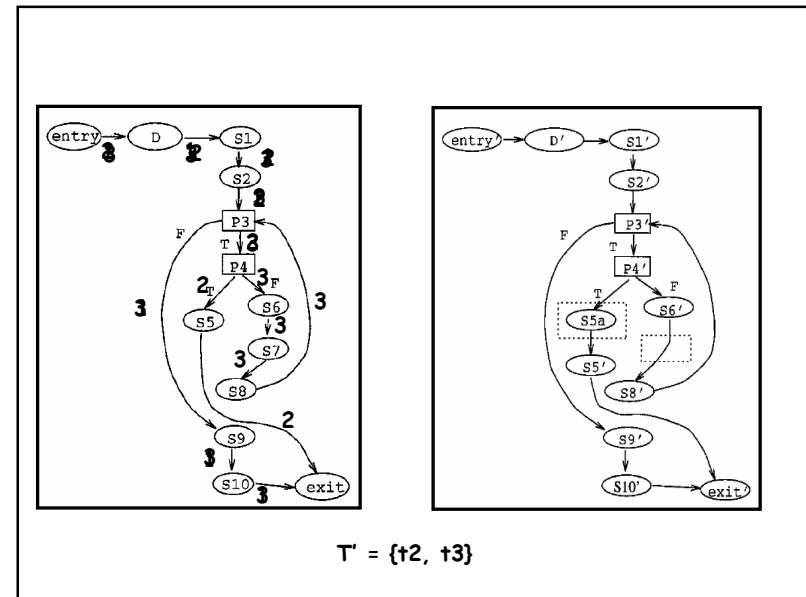 entry
D
S1
S2
P3
F
T
P4
3
2
T
F
S6
3
S5
3
S7
3
S8
2
S9
S10
3
exit
entry'
D'
S1'
S2'
P3'
F
T
P4'
T
F
S6'
S5a
S5'
S8'
S9'
S10'
exit'
T' = {t2, t3}